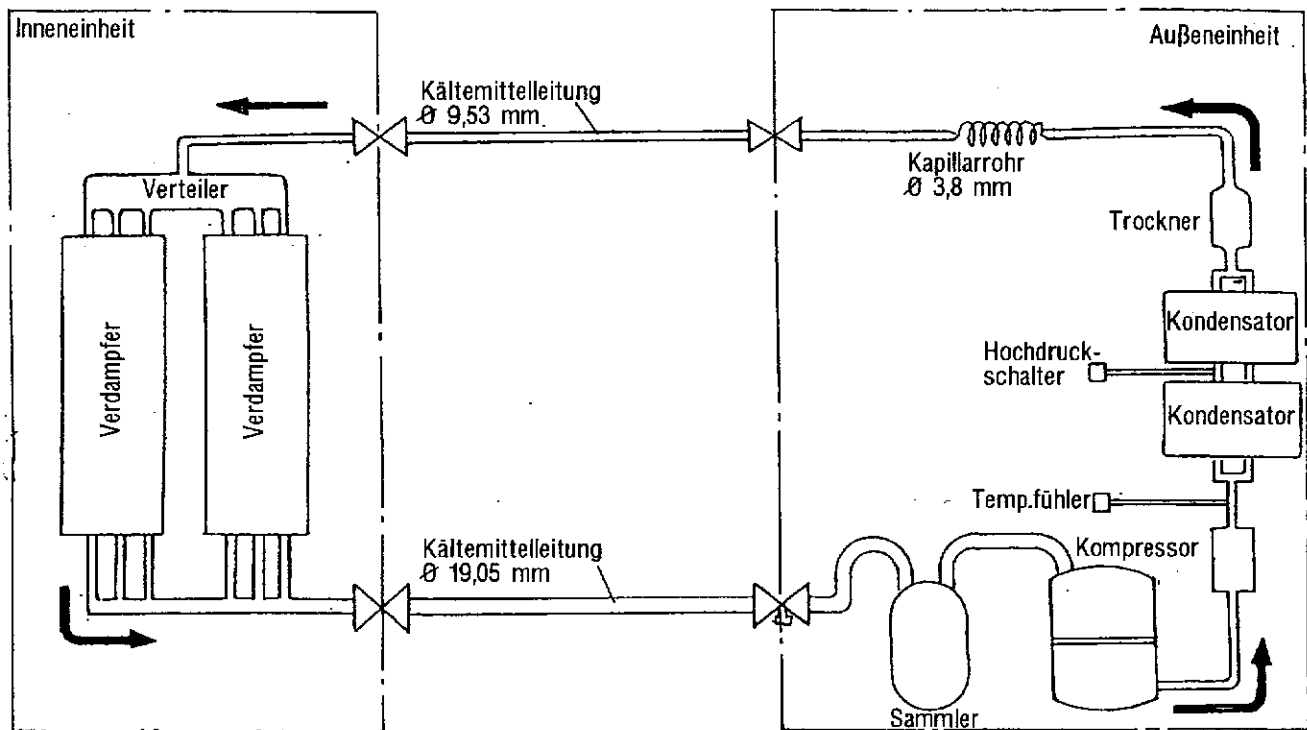 Inneneinheit
Außeneinheit
Kältemittelleitung
Ø 9,53 mm
Kapillarrohr
Ø 3,8 mm
Verteiler
Trockner
Verdampfer
Verdampfer
Kondensator
Hochdruck-
schalter
Kondensator
Temp.fühler
Kältemittelleitung
Ø 19,05 mm
Kompressor
Sammler